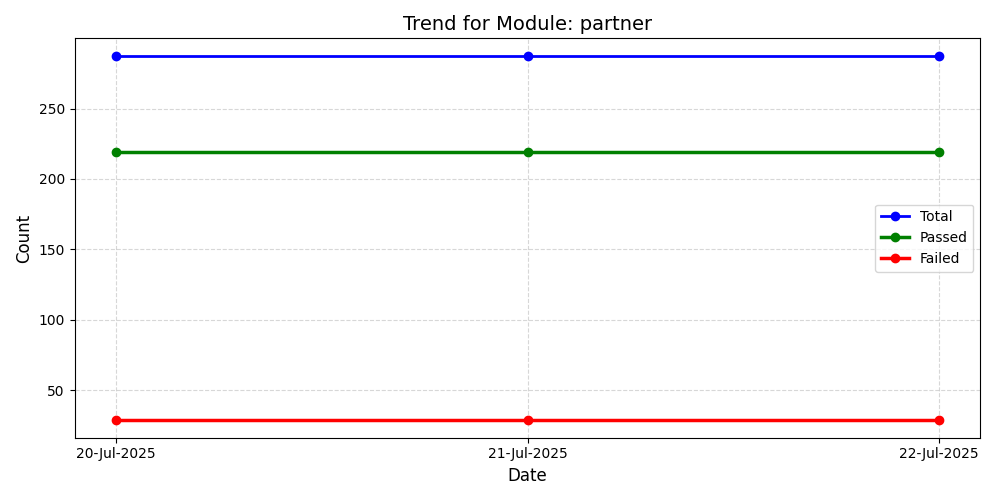 Trend for Module: partner
Count
250
200
150
100
50
Total
Passed
Failed
20-Jul-2025 21-Jul-2025 22-Jul-2025
Date